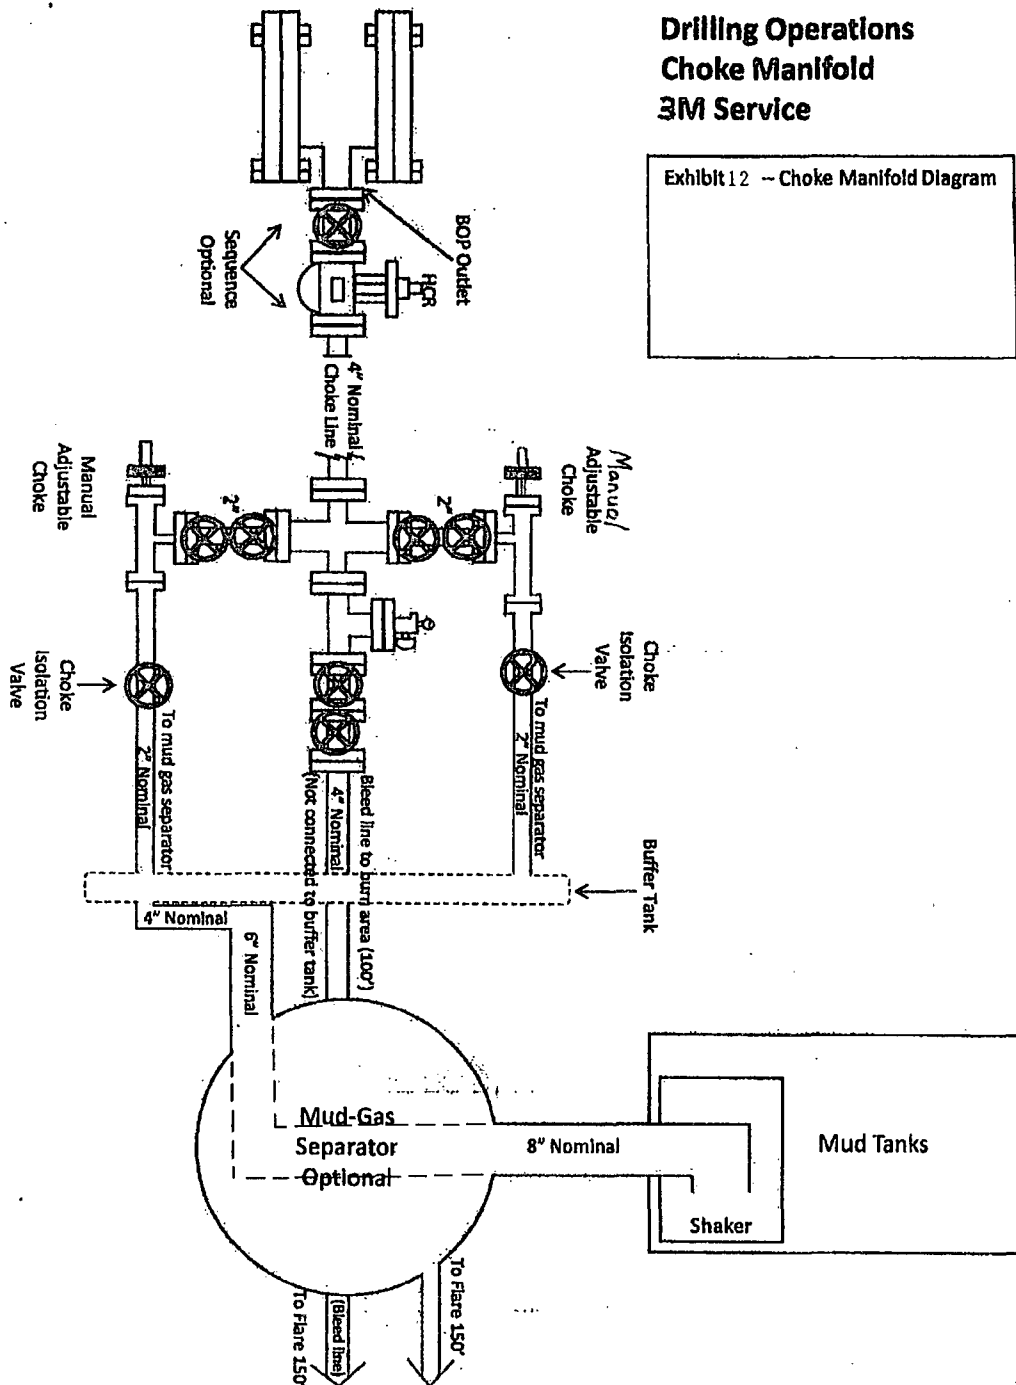 Drilling Operations
Choke Manifold
3M Service
Exhibit 12 -- Choke Manifold Diagram
BOP Outlet
HCR
Sequence
Optional
4" Nominal
Choke Line
Manual
Adjustable
Choke
2"
2"
Manual
Adjustable
Choke
Choke
Isolation
Valve
Choke
Isolation
Valve
To mud gas separator
2" Nominal
Bleed line to burn area (100')
4" Nominal
(Not connected to buffer tank)
To mud gas separator
2" Nominal
Buffer Tank
4" Nominal
6" Nominal
Mud-Gas
Separator
Optional
8" Nominal
Mud Tanks
Shaker
To Flare 150'
(Bleed line)
To Flare 150'